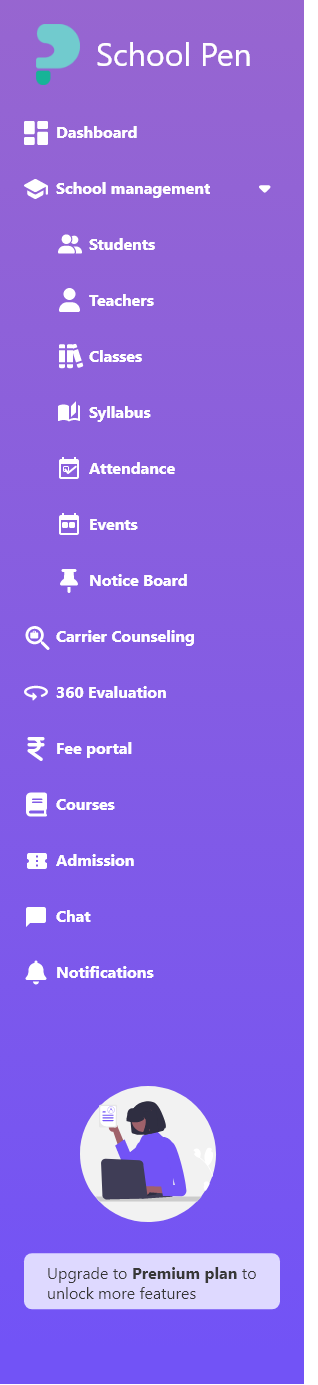 School Pen
Dashboard
School management
Students
Teachers
Classes
Syllabus
Attendance
Events
Notice Board
Carrier Counseling
360 Evaluation
Fee portal
Courses
Admission
Chat
Notifications
Upgrade to Premium plan to
unlock more features